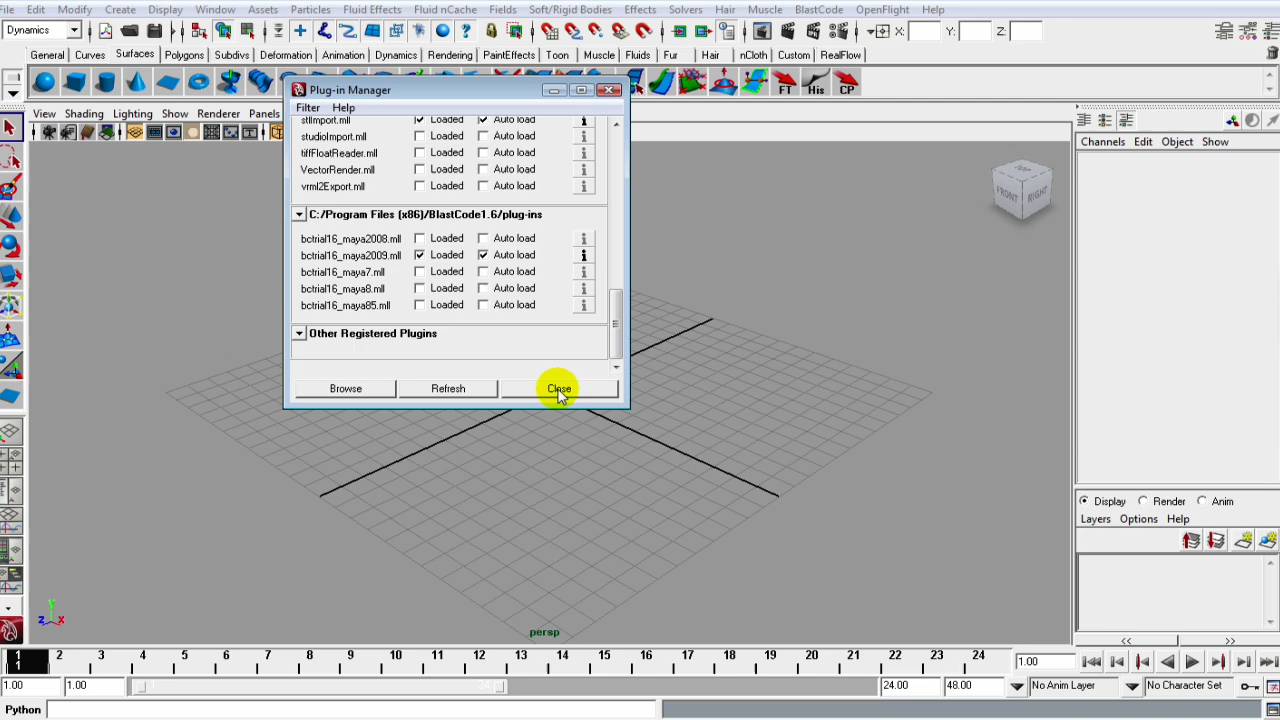 File Edit Modify Create Display Window Assets Particles Fluid Effects Fluid nCache Fields Soft/Rigid Bodies Effects Solvers Hair Muscle BlastCode OpenFlight Help
Dynamics X: Y: Z:
General Curves Surfaces Polygons Subdivs Deformation Animation Dynamics Rendering PaintEffects Toon Muscle Fluids Fur Hair nCloth Custom RealFlow
FT His CP
View Shading Lighting Show Renderer Panels
Plug-in Manager
Filter Help
stlImport.mll Loaded Auto load i
studioImport.mll Loaded Auto load i
tiffFloatReader.mll Loaded Auto load i
VectorRender.mll Loaded Auto load i
vrml2Export.mll Loaded Auto load i
C:/Program Files (x86)/BlastCode1.6/plug-ins
bctrial16_maya2008.mll Loaded Auto load i
bctrial16_maya2009.mll Loaded Auto load i
bctrial16_maya7.mll Loaded Auto load i
bctrial16_maya8.mll Loaded Auto load i
bctrial16_maya85.mll Loaded Auto load i
Other Registered Plugins
Browse Refresh Close
TOP
FRONT RIGHT
Channels Edit Object Show
Display Render Anim
Layers Options Help
y
z x
persp
1 2 3 4 5 6 7 8 9 10 11 12 13 14 15 16 17 18 19 20 21 22 23 24
1 1.00
1.00 1.00 24 24.00 48.00 No Anim Layer No Character Set
Python